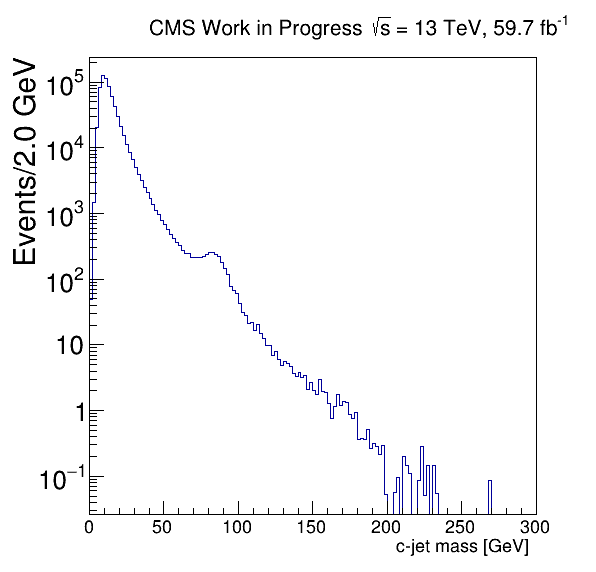 CMS Work in Progress √s = 13 TeV, 59.7 fb⁻¹
Events/2.0 GeV
10⁵
10⁴
10³
10²
10
1
10⁻¹
0 50 100 150 200 250 300
c-jet mass [GeV]